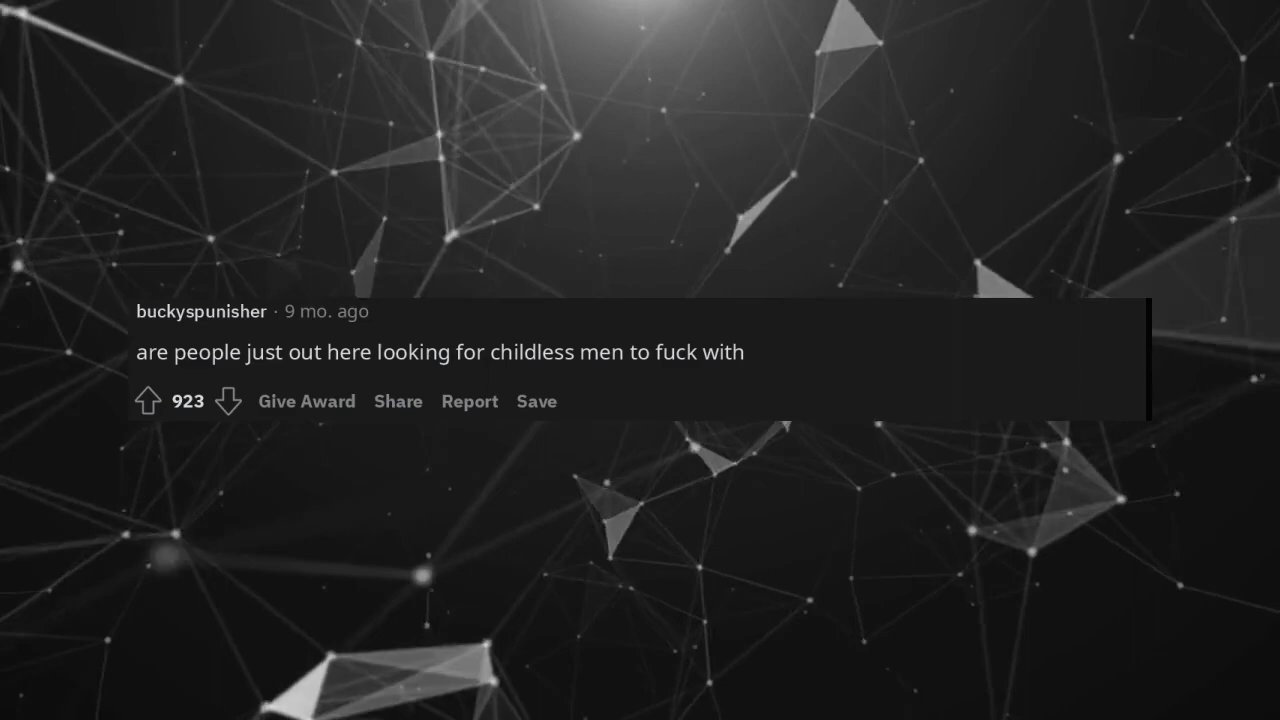 buckyspunisher · 9 mo. ago
are people just out here looking for childless men to fuck with
923 Give Award Share Report Save